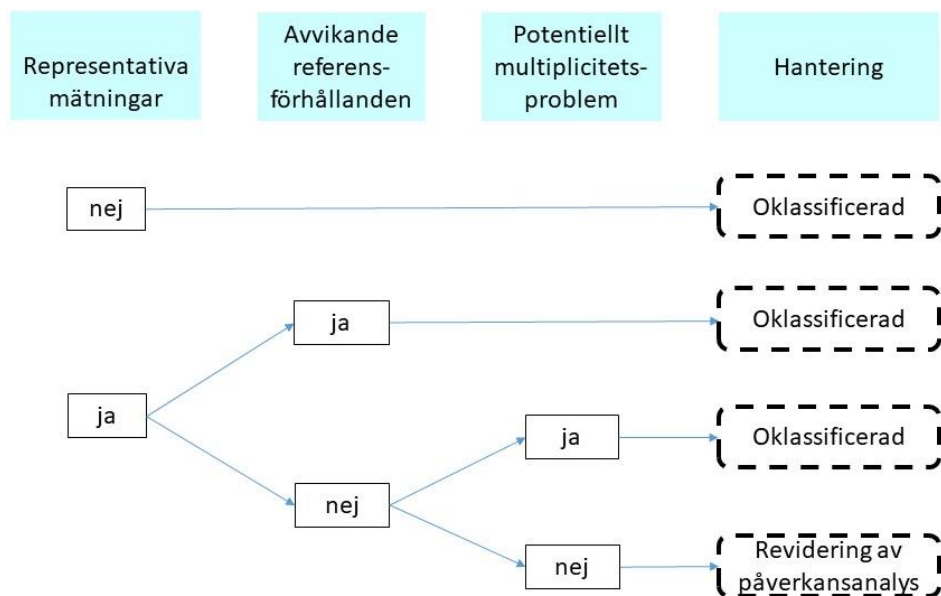 Representativa
mätningar
Avvikande
referens-
förhållanden
Potentiellt
multiplicitets-
problem
Hantering
nej
Oklassificerad
ja
Oklassificerad
ja
ja
Oklassificerad
nej
nej
Revidering av
påverkansanalys